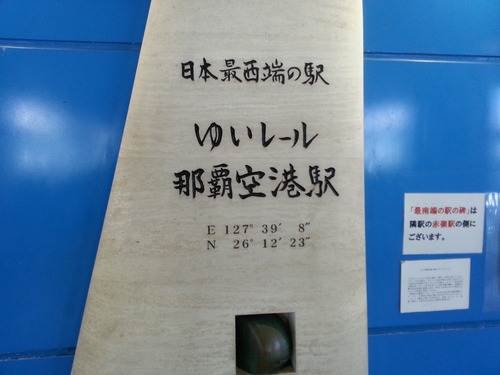 日本最西端の駅
ゆいレール
那覇空港駅
E 127° 39′ 8″
N 26° 12′ 23″
「最南端の駅の碑」は
隣駅の赤嶺駅の側に
ございます。